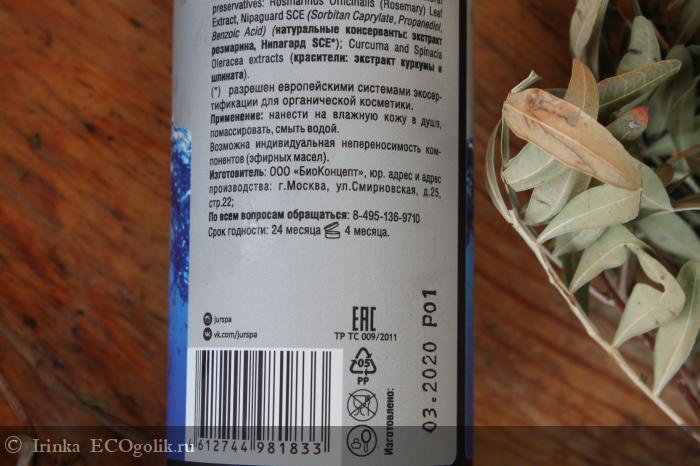 preservatives: Rosmarinus Officinalis (Rosemary) Leaf
Extract, Nipaguard SCE (Sorbitan Caprylate, Propanediol,
Benzoic Acid) (натуральные консерванты: экстракт
розмарина, Нипагард SCE*); Curcuma and Spinacia
Oleracea extracts (красители: экстракт куркумы и
шпината).
(*) разрешен европейскими системами экосер-
тификации для органической косметики.
Применение: нанести на влажную кожу в душе,
помассировать, смыть водой.
Возможна индивидуальная непереносимость ком-
понентов (эфирных масел).
Изготовитель: ООО «БиоКонцепт», юр. адрес и адрес
производства: г.Москва, ул.Смирновская, д.25,
стр.22;
По всем вопросам обращаться: 8-495-136-9710
Срок годности: 24 месяца 4 месяца.
jurspa
vk.com/jurspa
EAC
ТР ТС 009/2011
05
PP
Изготовлено:
03.2020 P01
4 612744 981833
Irinka ECOgolik.ru